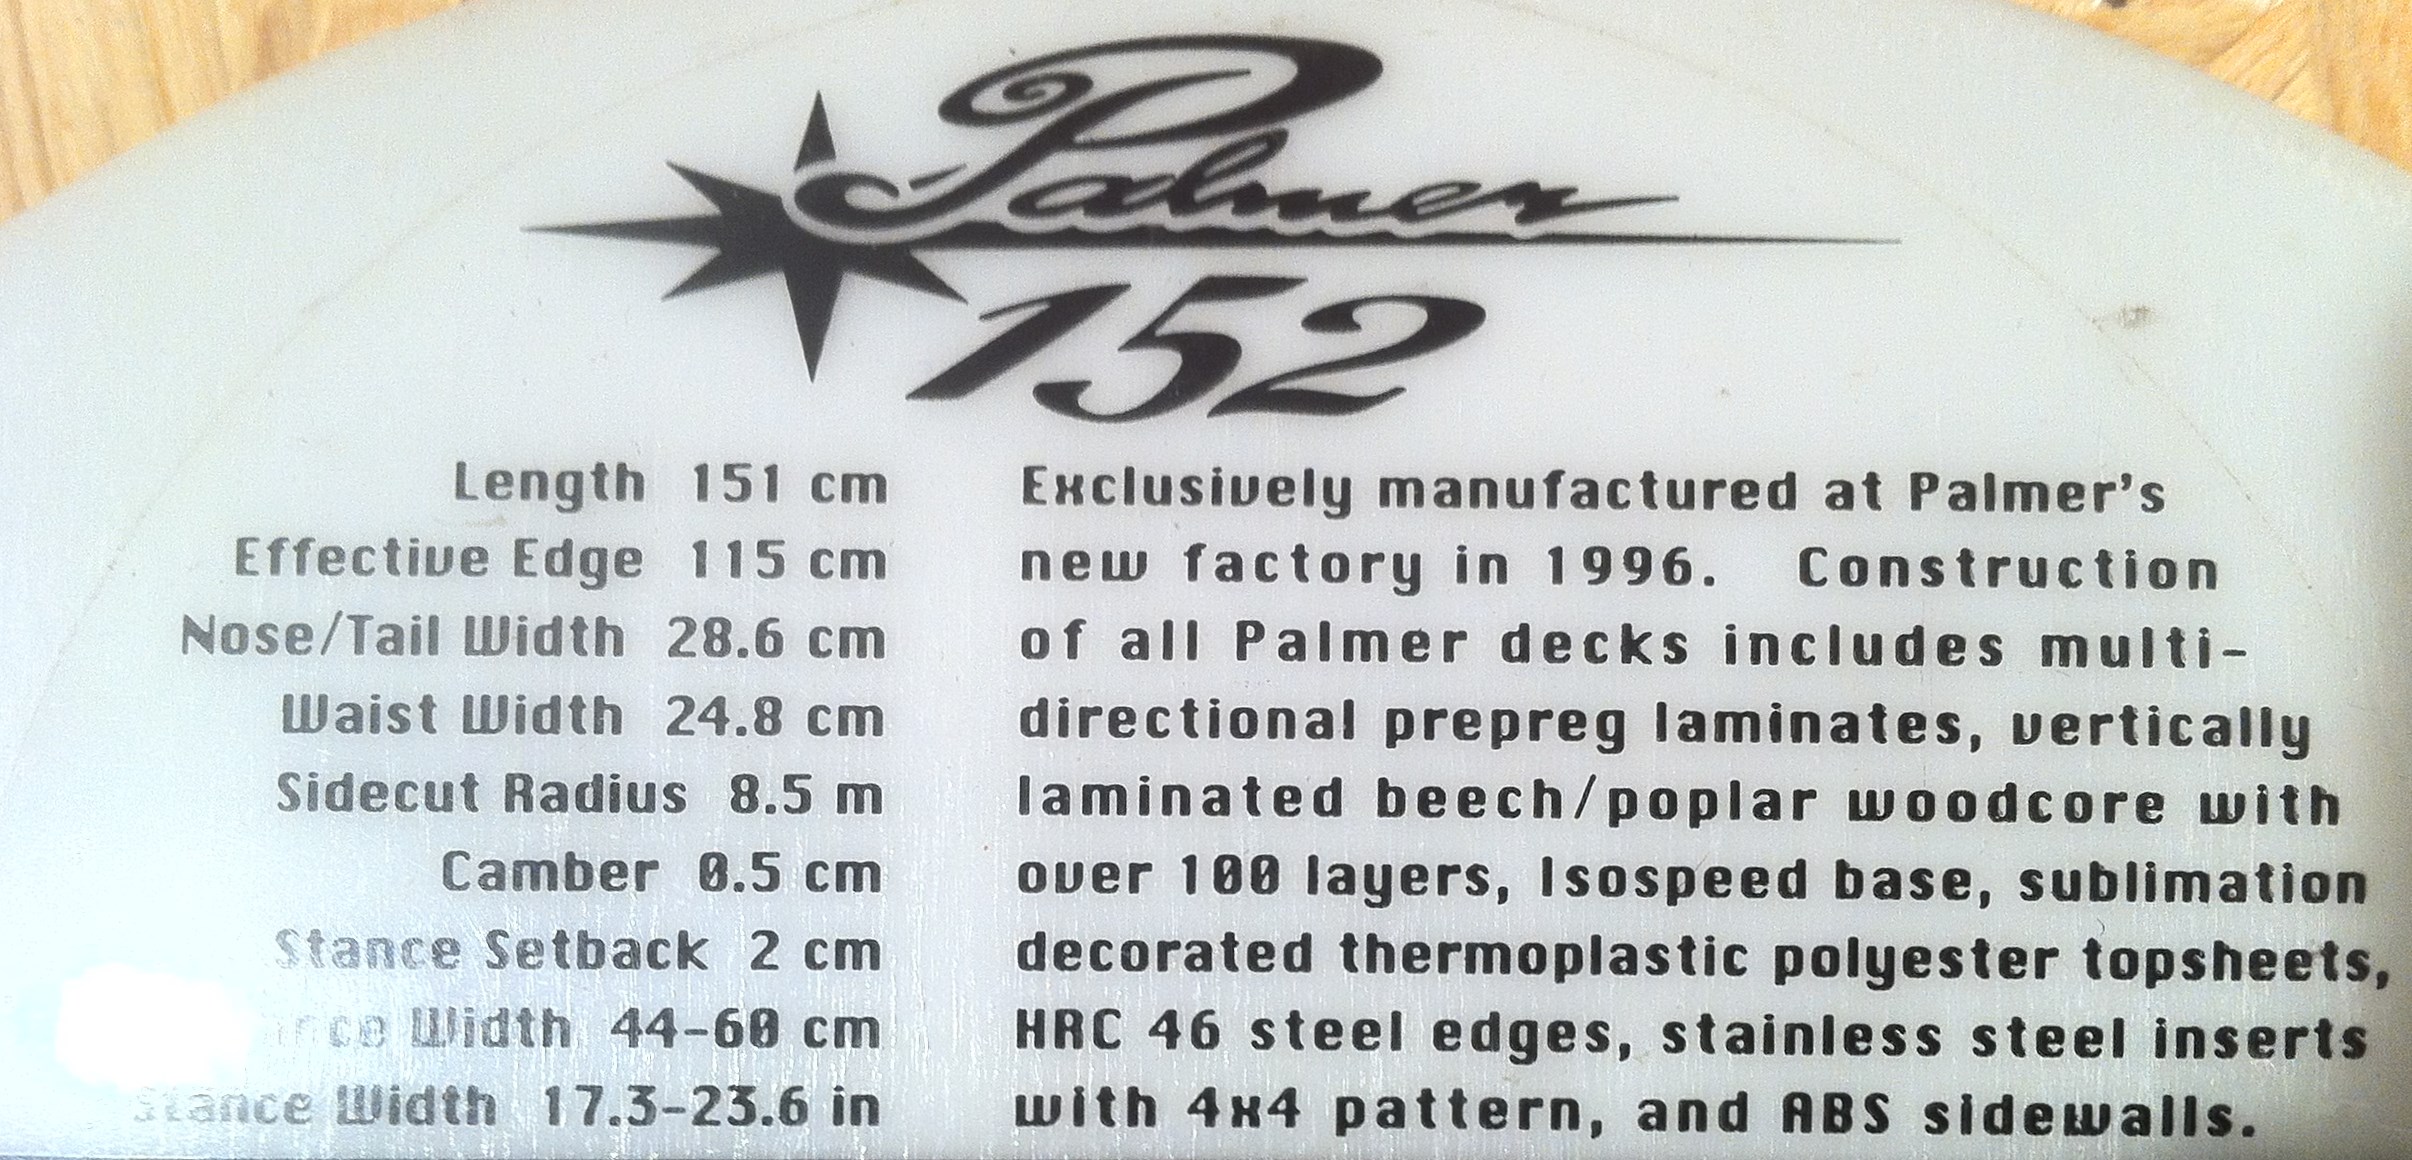 Palmer
152
Length 151 cm
Effective Edge 115 cm
Nose/Tail Width 28.6 cm
Waist Width 24.8 cm
Sidecut Radius 8.5 m
Camber 0.5 cm
Stance Setback 2 cm
Width 44-60 cm
Stance Width 17.3-23.6 in
Exclusively manufactured at Palmer's
new factory in 1996. Construction
of all Palmer decks includes multi-
directional prepreg laminates, vertically
laminated beech/poplar woodcore with
over 100 layers, Isospeed base, sublimation
decorated thermoplastic polyester topsheets,
HRC 46 steel edges, stainless steel inserts
with 4x4 pattern, and ABS sidewalls.